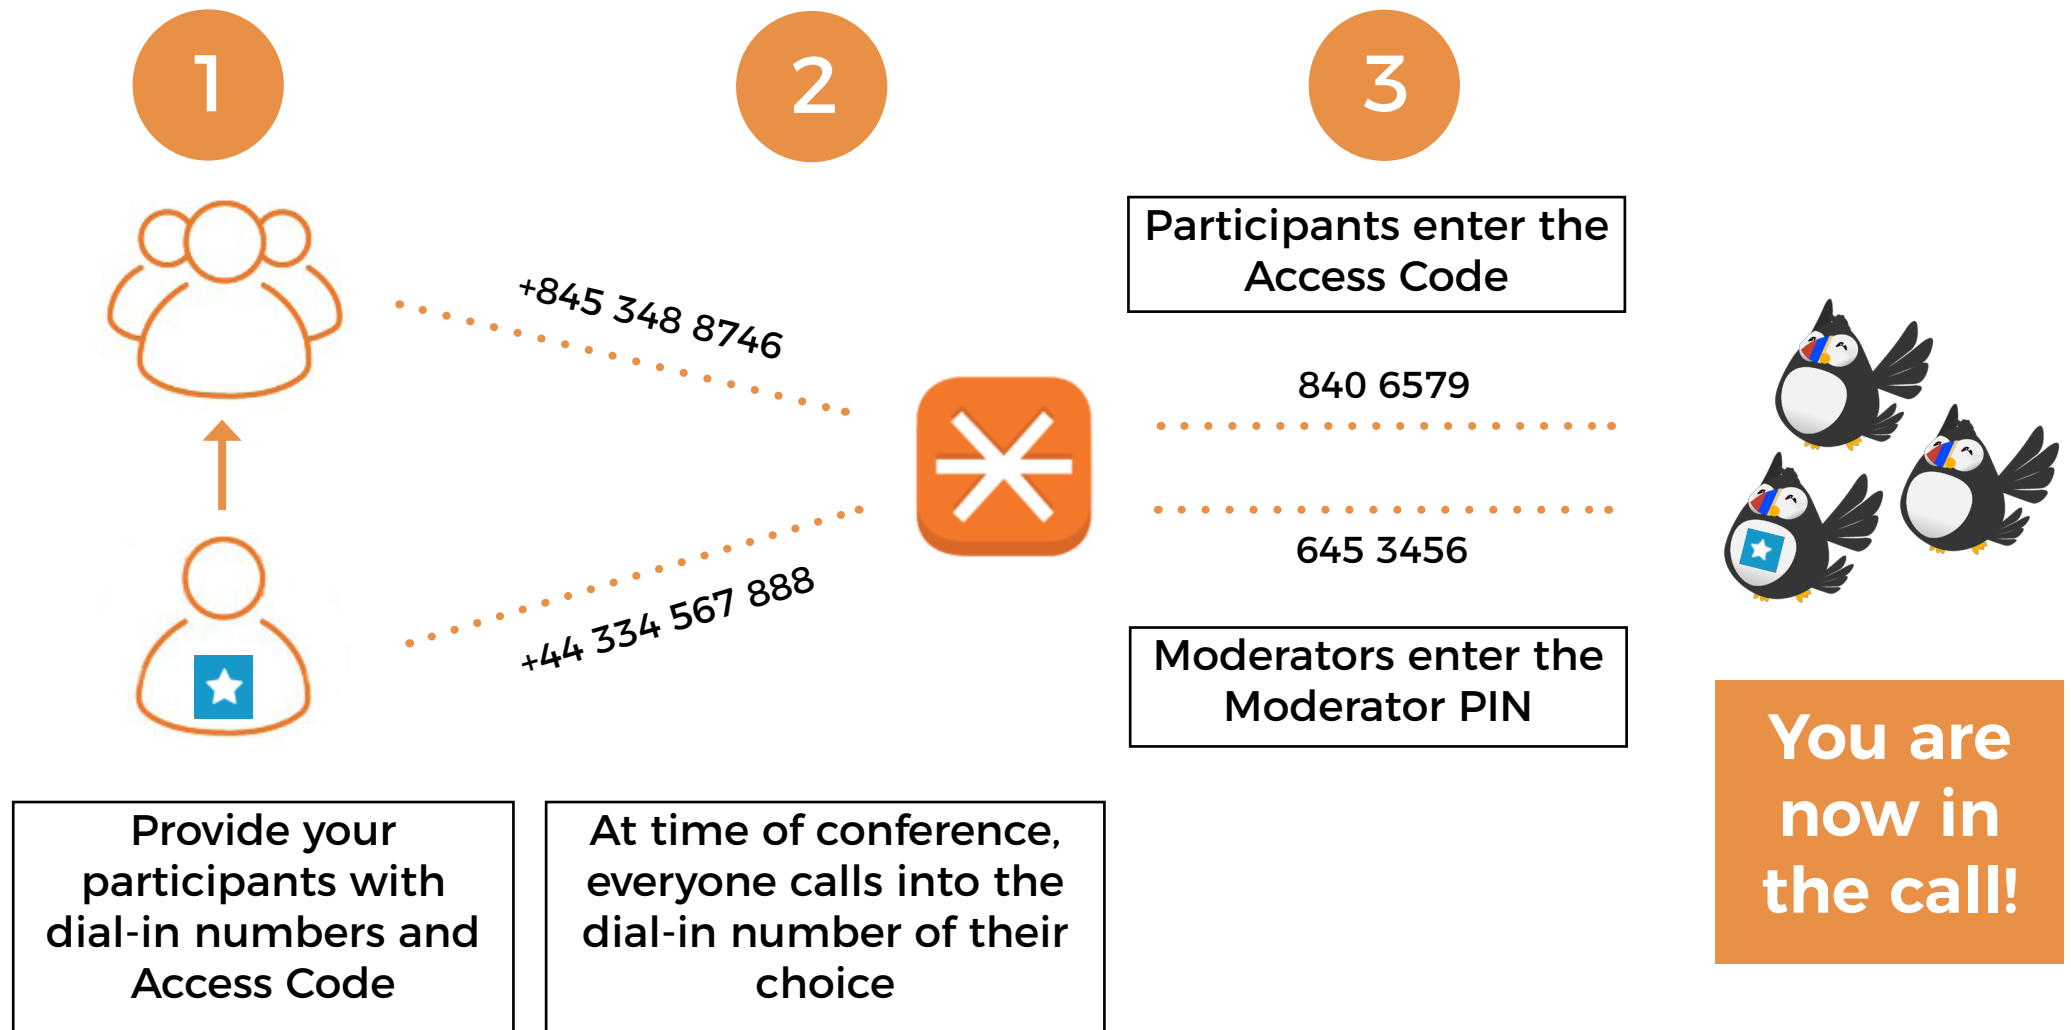 1
2
3
Participants enter the
Access Code
+845 348 8746
840 6579
645 3456
+44 334 567 888
Moderators enter the
Moderator PIN
Provide your
participants with
dial-in numbers and
Access Code
At time of conference,
everyone calls into the
dial-in number of their
choice
You are
now in
the call!